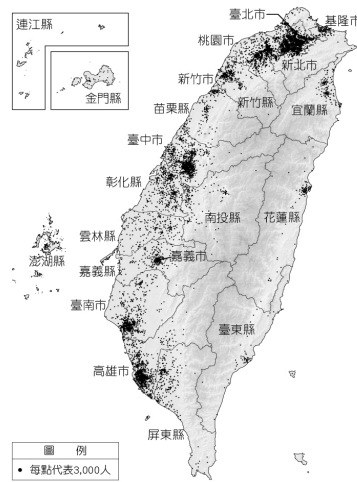 連江縣
金門縣
臺北市
基隆市
桃園市
新北市
新竹市
新竹縣
宜蘭縣
苗栗縣
臺中市
彰化縣
南投縣
花蓮縣
雲林縣
澎湖縣
嘉義市
嘉義縣
臺南市
臺東縣
高雄市
屏東縣
圖 例
• 每點代表3,000人